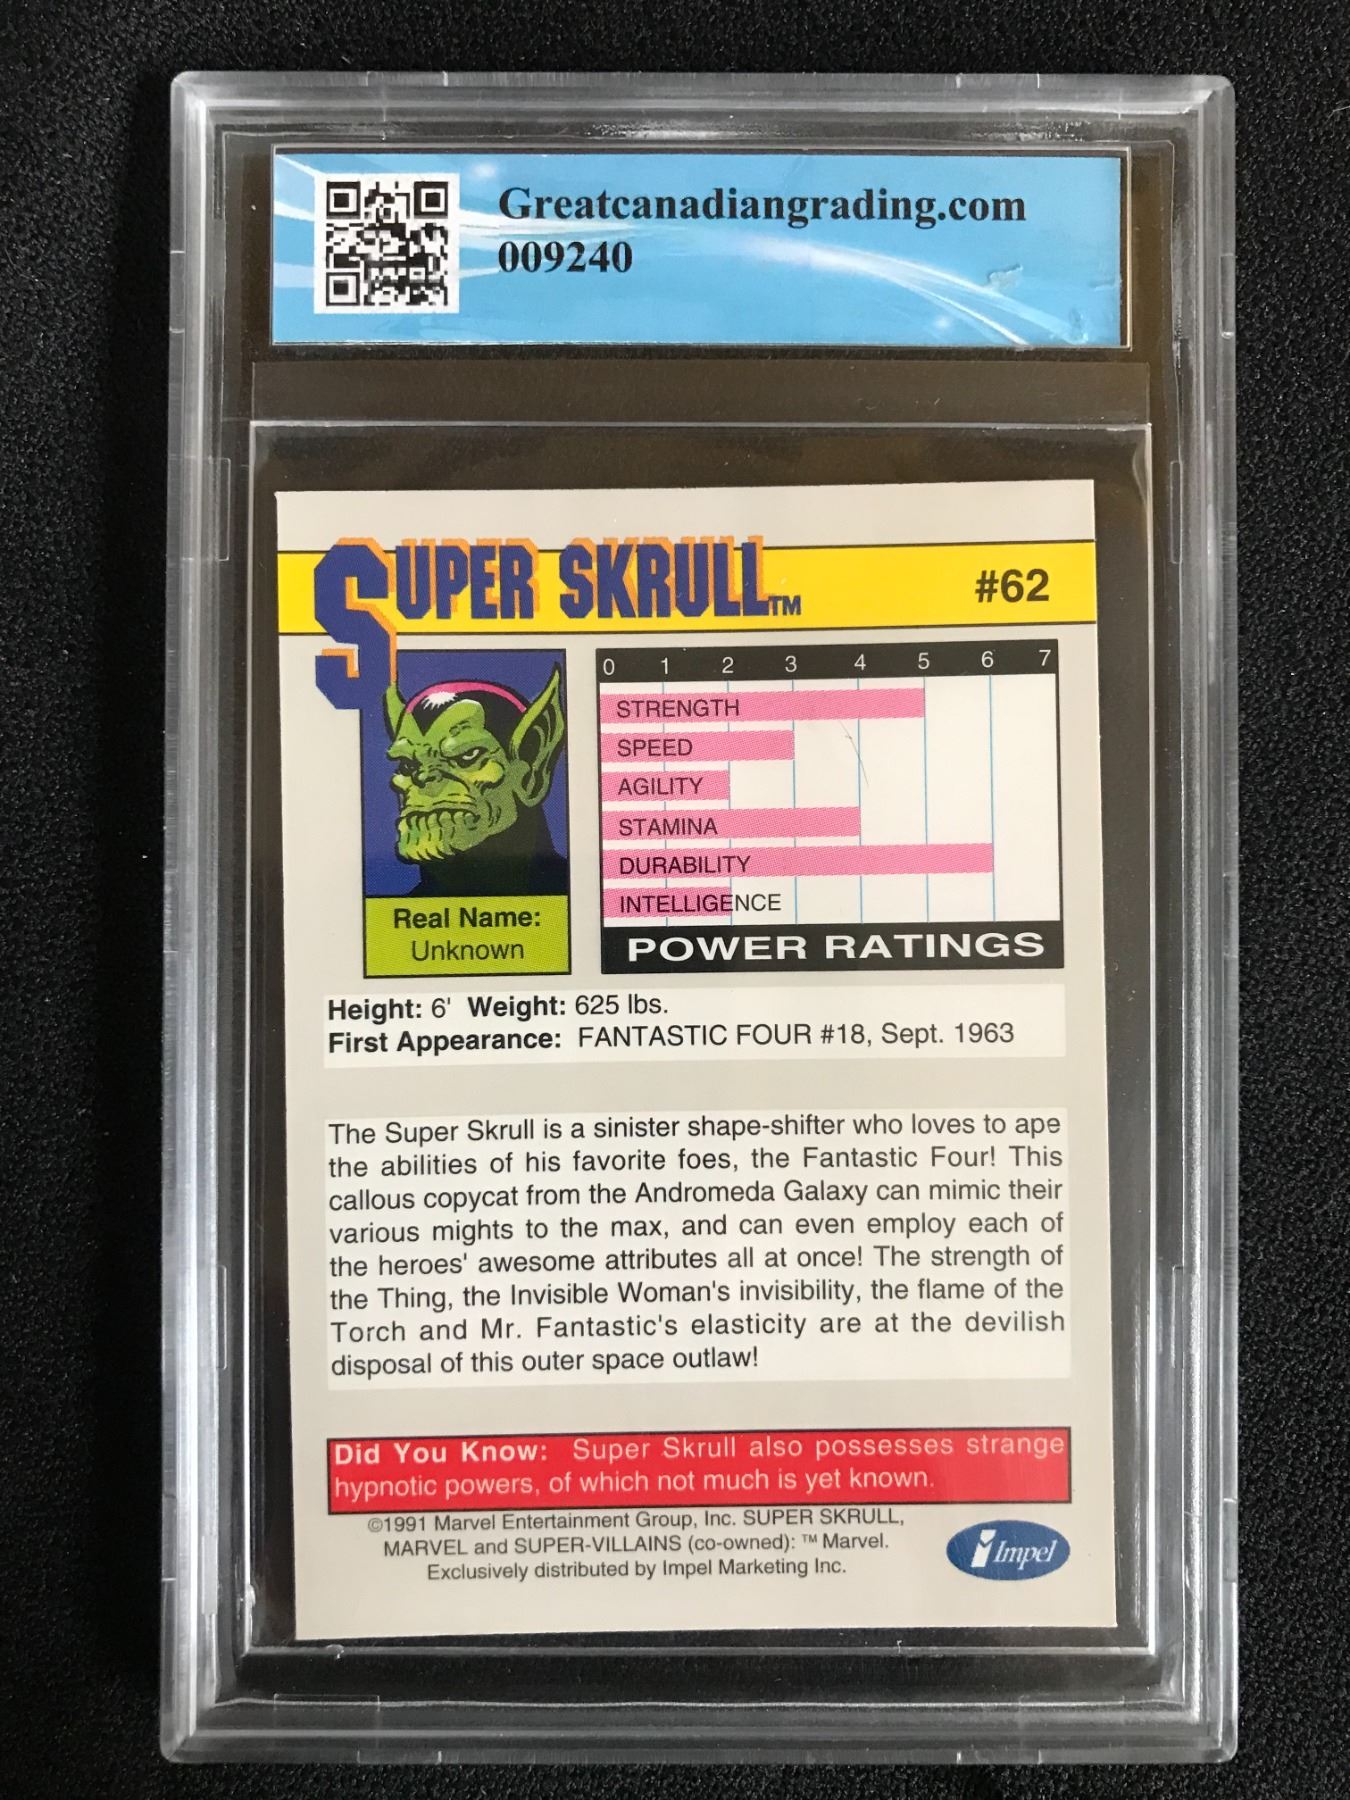 Greatcanadiangrading.com
009240
SUPER SKRULL™
#62
0 1 2 3 4 5 6 7
STRENGTH
SPEED
AGILITY
STAMINA
DURABILITY
INTELLIGENCE
POWER RATINGS
Real Name:
Unknown
Height: 6' Weight: 625 lbs.
First Appearance: FANTASTIC FOUR #18, Sept. 1963
The Super Skrull is a sinister shape-shifter who loves to ape
the abilities of his favorite foes, the Fantastic Four! This
callous copycat from the Andromeda Galaxy can mimic their
various mights to the max, and can even employ each of
the heroes' awesome attributes all at once! The strength of
the Thing, the Invisible Woman's invisibility, the flame of the
Torch and Mr. Fantastic's elasticity are at the devilish
disposal of this outer space outlaw!
Did You Know: Super Skrull also possesses strange
hypnotic powers, of which not much is yet known.
©1991 Marvel Entertainment Group, Inc. SUPER SKRULL,
MARVEL and SUPER-VILLAINS (co-owned): ™ Marvel.
Exclusively distributed by Impel Marketing Inc.
Impel